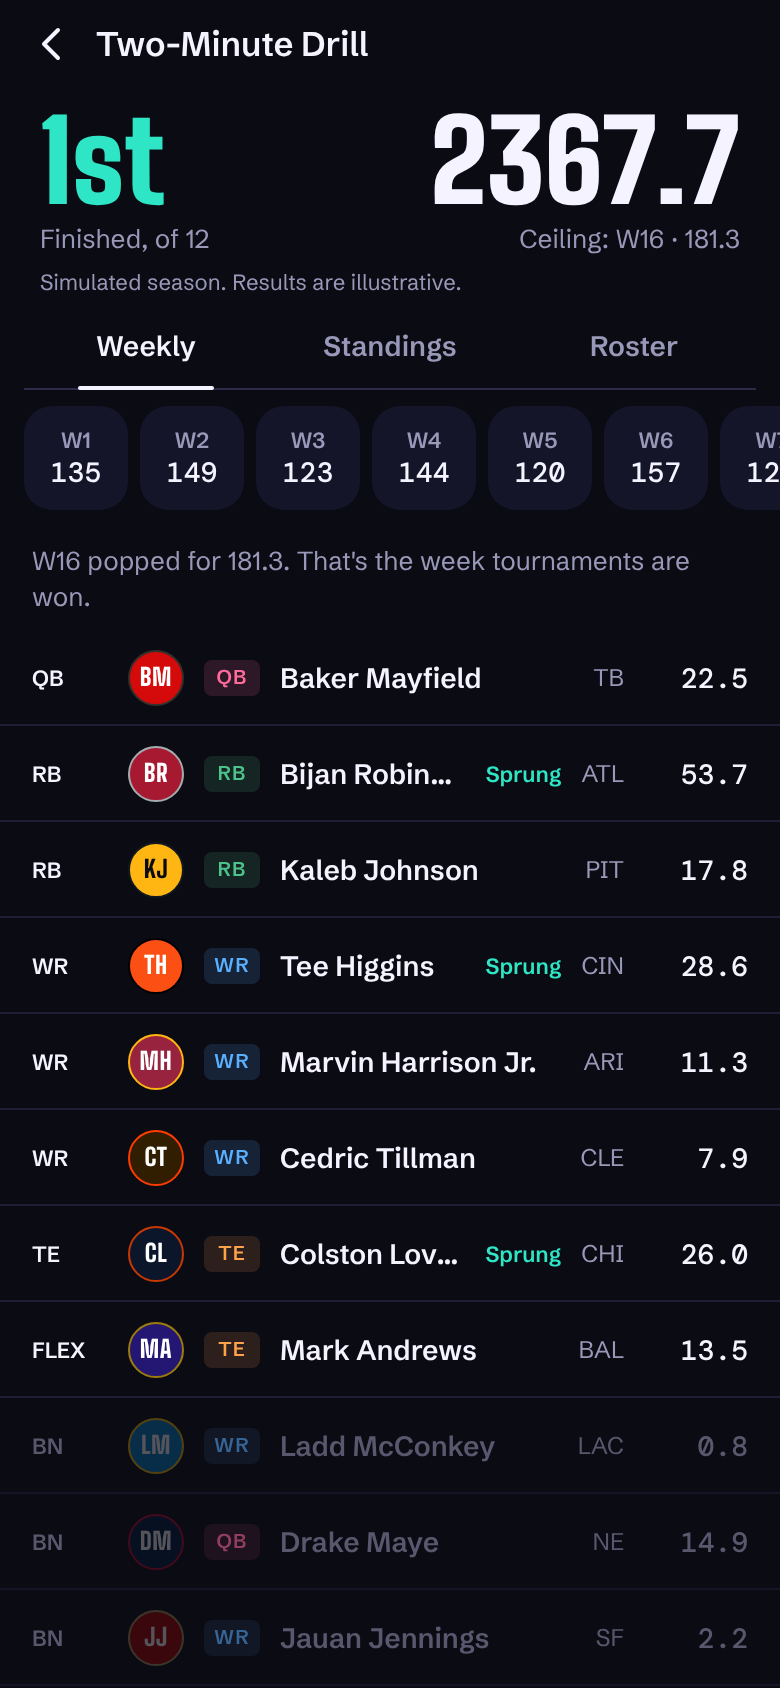 Two-Minute Drill
1st 2367.7
Finished, of 12 Ceiling: W16 · 181.3
Simulated season. Results are illustrative.
Weekly Standings Roster
W1 W2 W3 W4 W5 W6
135 149 123 144 120 157
W16 popped for 181.3. That's the week tournaments are
won.
QB BM QB Baker Mayfield TB 22.5
RB BR RB Bijan Robin... Sprung ATL 53.7
RB KJ RB Kaleb Johnson PIT 17.8
WR TH WR Tee Higgins Sprung CIN 28.6
WR MH WR Marvin Harrison Jr. ARI 11.3
WR CT WR Cedric Tillman CLE 7.9
TE CL TE Colston Lov... Sprung CHI 26.0
FLEX MA TE Mark Andrews BAL 13.5
BN LM WR Ladd McConkey LAC 0.8
BN DM QB Drake Maye NE 14.9
BN JJ WR Jauan Jennings SF 2.2